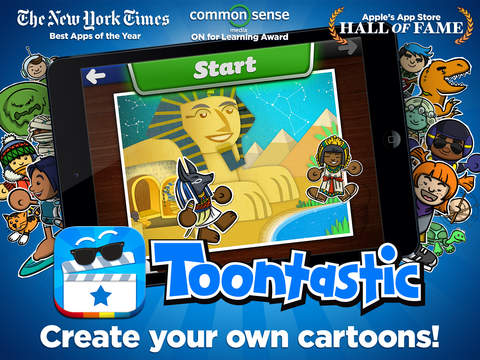 The New York Times
Best Apps of the Year
common sense
media
ON for Learning Award
Apple's App Store
HALL OF FAME
Start
Toontastic
Create your own cartoons!